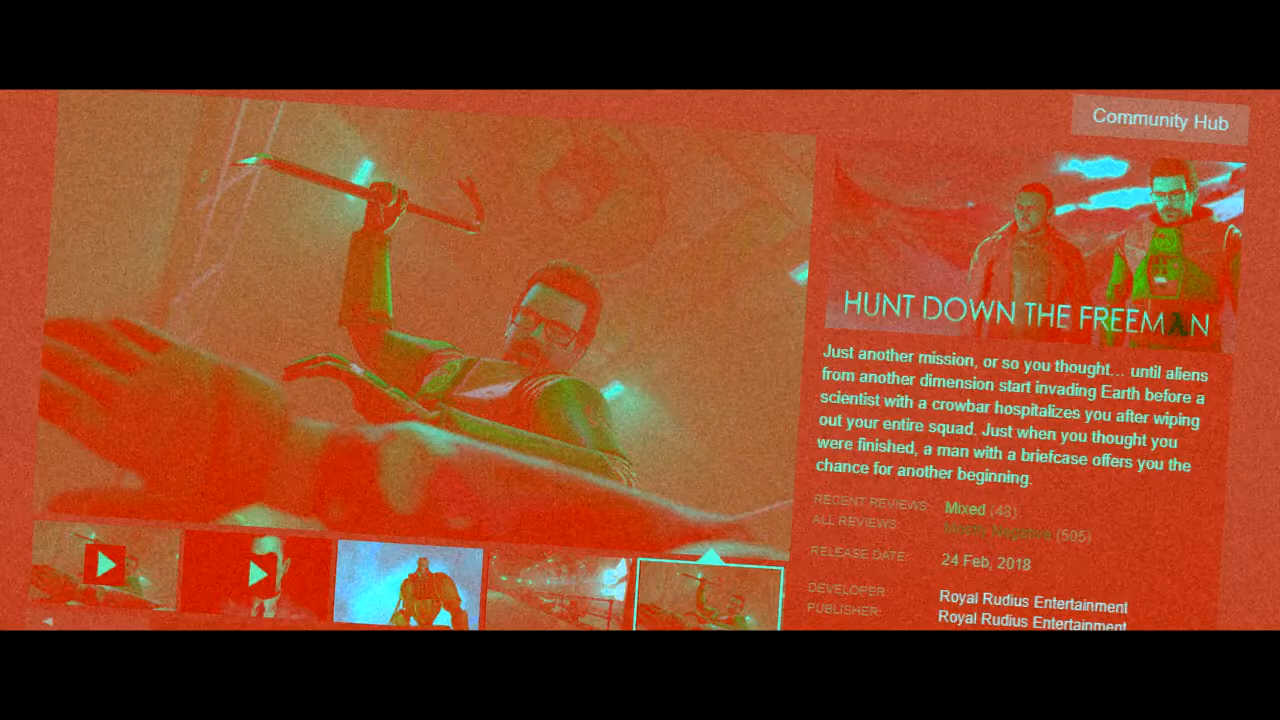 Community Hub
HUNT DOWN THE FREEMAN
Just another mission, or so you thought... until aliens
from another dimension start invading Earth before a
scientist with a crowbar hospitalizes you after wiping
out your entire squad. Just when you thought you
were finished, a man with a briefcase offers you the
chance for another beginning.
RECENT REVIEWS: Mixed (48)
ALL REVIEWS: Mostly Negative (505)
RELEASE DATE: 24 Feb, 2018
DEVELOPER: Royal Rudius Entertainment
PUBLISHER: Royal Rudius Entertainment